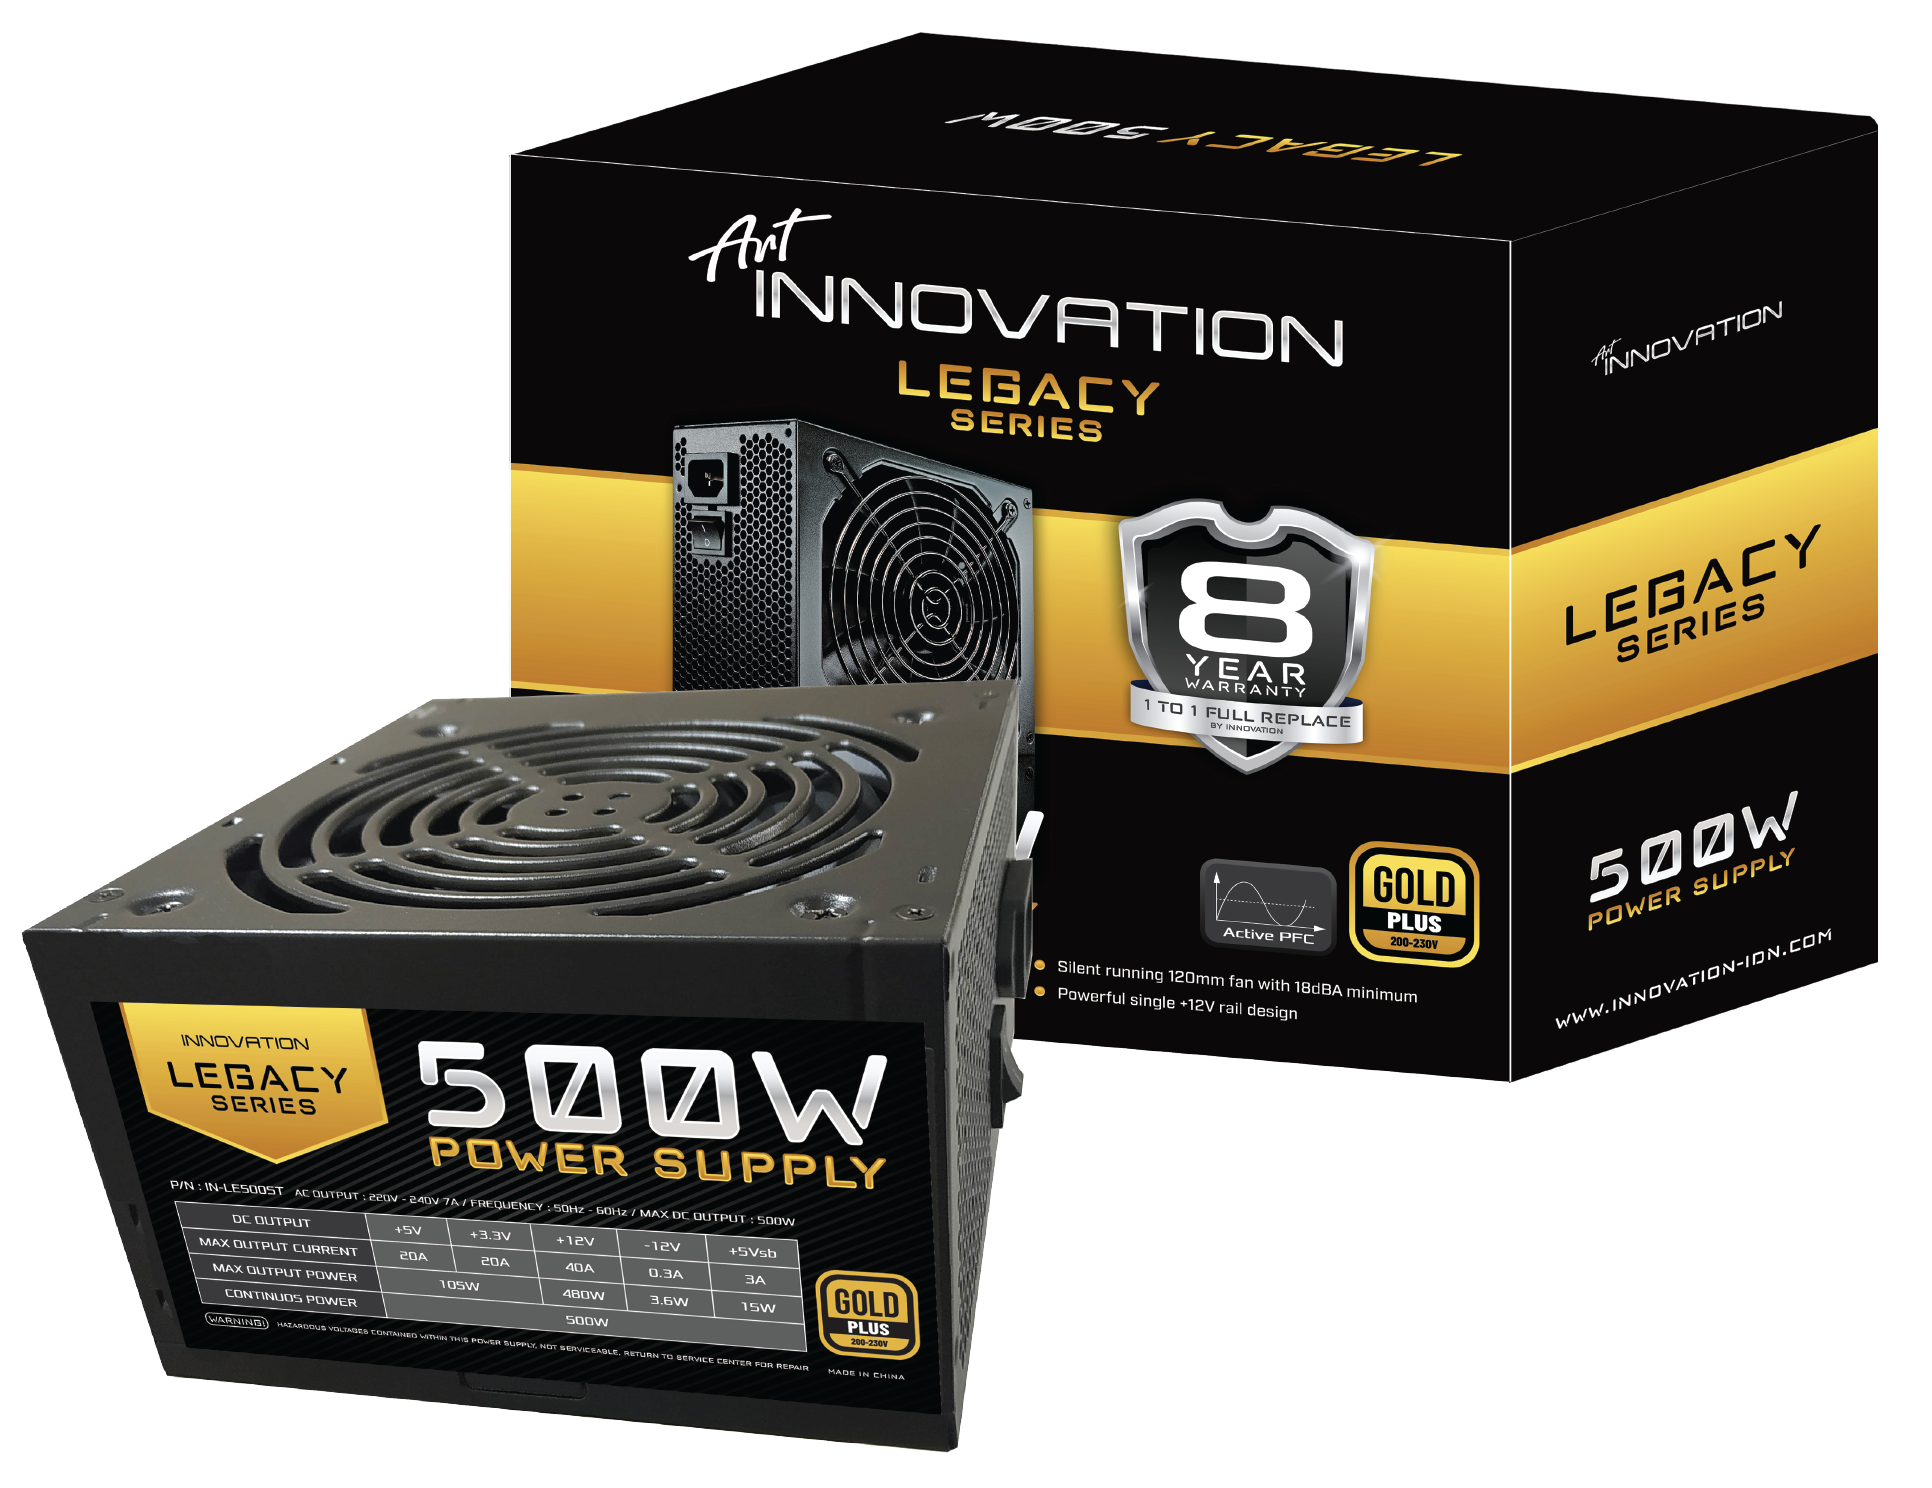 LEGACY 500W
Art
INNOVATION
LEGACY
SERIES
8
YEAR
WARRANTY
1 TO 1 FULL REPLACE
BY INNOVATION
Active PFC
GOLD
PLUS
200-230V
Silent running 120mm fan with 18dBA minimum
Powerful single +12V rail design
Art
INNOVATION
LEGACY
SERIES
500W
POWER SUPPLY
WWW.INNOVATION-IDN.COM
INNOVATION
LEGACY
SERIES
500W
POWER SUPPLY
P/N : IN-LE500ST AC OUTPUT : 220V - 240V 7A / FREQUENCY : 50Hz - 60Hz / MAX DC OUTPUT : 500W
DC OUTPUT +5V +3.3V +12V -12V +5Vsb
MAX OUTPUT CURRENT 20A 20A 40A 0.3A 3A
MAX OUTPUT POWER 105W 480W 3.6W 15W
CONTINUOS POWER 500W
WARNING! HAZARDOUS VOLTAGES CONTAINED WITHIN THIS POWER SUPPLY, NOT SERVICEABLE, RETURN TO SERVICE CENTER FOR REPAIR
GOLD
PLUS
200-230V
MADE IN CHINA